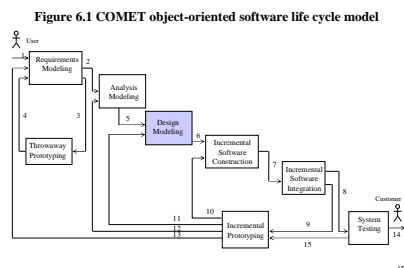 Figure 6.1 COMET object-oriented software life cycle model
User
1
Requirements
Modeling
2
Analysis
Modeling
4
3
5
Design
Modeling
6
Throwaway
Prototyping
Incremental
Software
Construction
7
Incremental
Software
Integration
8
Customer
10
11
12
13
Incremental
Prototyping
9
15
System
Testing
14
15